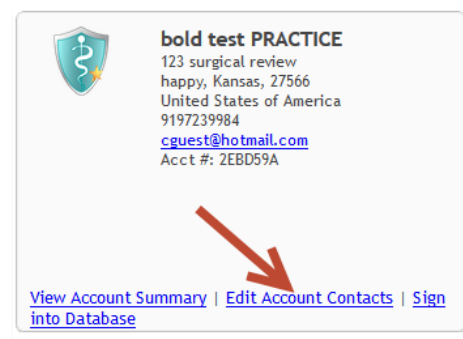 bold test PRACTICE
123 surgical review
happy, Kansas, 27566
United States of America
9197239984
cguest@hotmail.com
Acct #: 2EBD59A
View Account Summary | Edit Account Contacts | Sign
into Database